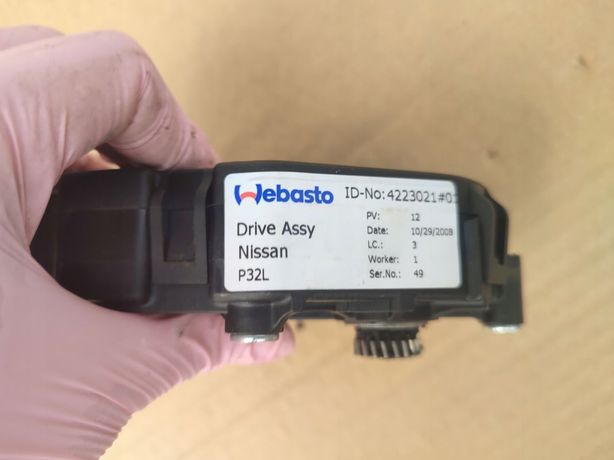 Webasto
ID-No:4223021#01
PV: 12
Drive Assy
Date: 10/29/2008
Nissan
LC.: 3
Worker: 1
P32L
Ser.No.: 49